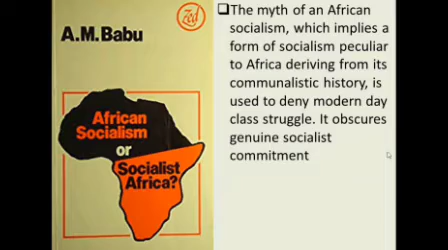 A.M. Babu
zed
African
Socialism
or
Socialist
Africa?
The myth of an African
socialism, which implies a
form of socialism peculiar
to Africa deriving from its
communalistic history, is
used to deny modern day
class struggle. It obscures
genuine socialist
commitment